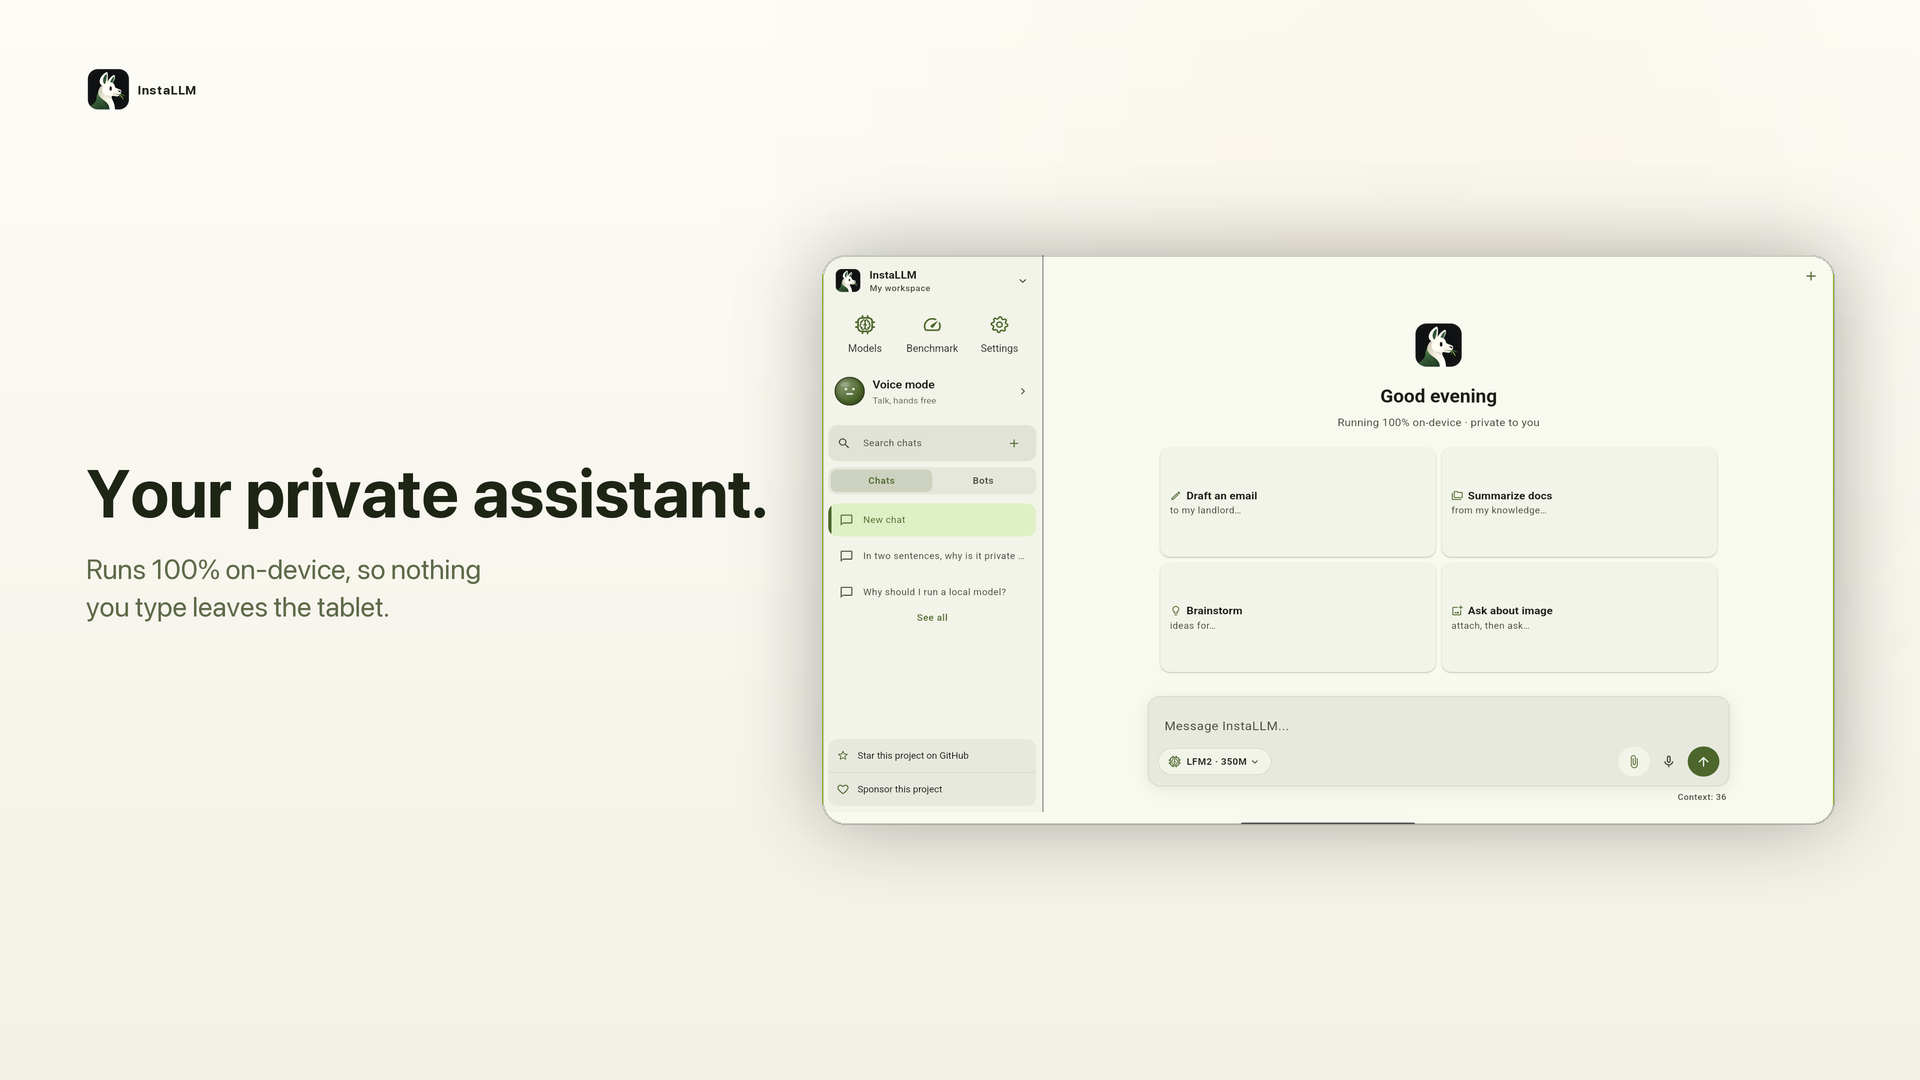 InstaLLM
Your private assistant.
Runs 100% on-device, so nothing
you type leaves the tablet.
InstaLLM
My workspace
Models
Benchmark
Settings
Voice mode
Talk, hands free
Search chats
Chats
Bots
New chat
In two sentences, why is it private ...
Why should I run a local model?
See all
Star this project on GitHub
Sponsor this project
Good evening
Running 100% on-device · private to you
Draft an email
to my landlord…
Summarize docs
from my knowledge…
Brainstorm
ideas for…
Ask about image
attach, then ask…
Message InstaLLM...
LFM2 · 350M
Context: 36